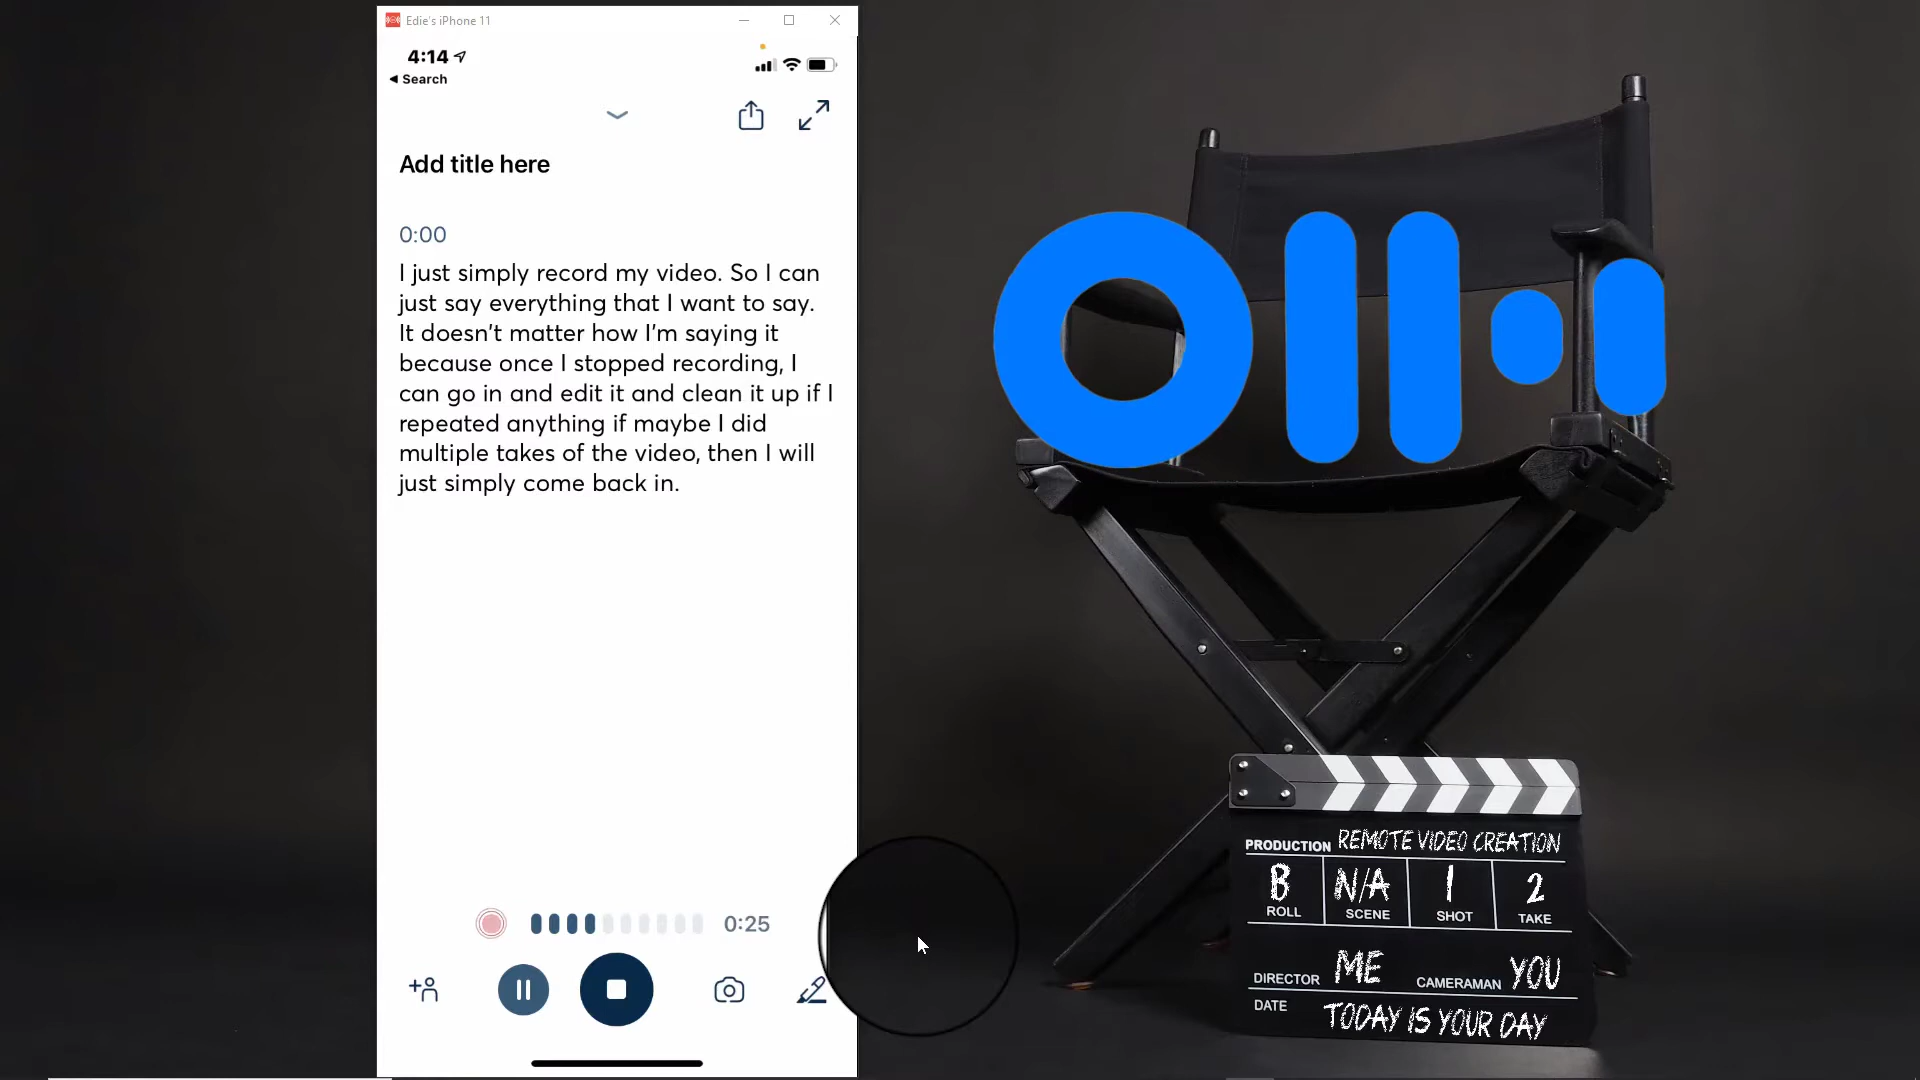 Edie's iPhone 11
4:14
Search
Add title here
0:00
I just simply record my video. So I can
just say everything that I want to say.
It doesn't matter how I'm saying it
because once I stopped recording, I
can go in and edit it and clean it up if I
repeated anything if maybe I did
multiple takes of the video, then I will
just simply come back in.
0:25
PRODUCTION REMOTE VIDEO CREATION
B N/A 1 2
ROLL SCENE SHOT TAKE
DIRECTOR ME CAMERAMAN YOU
DATE TODAY IS YOUR DAY